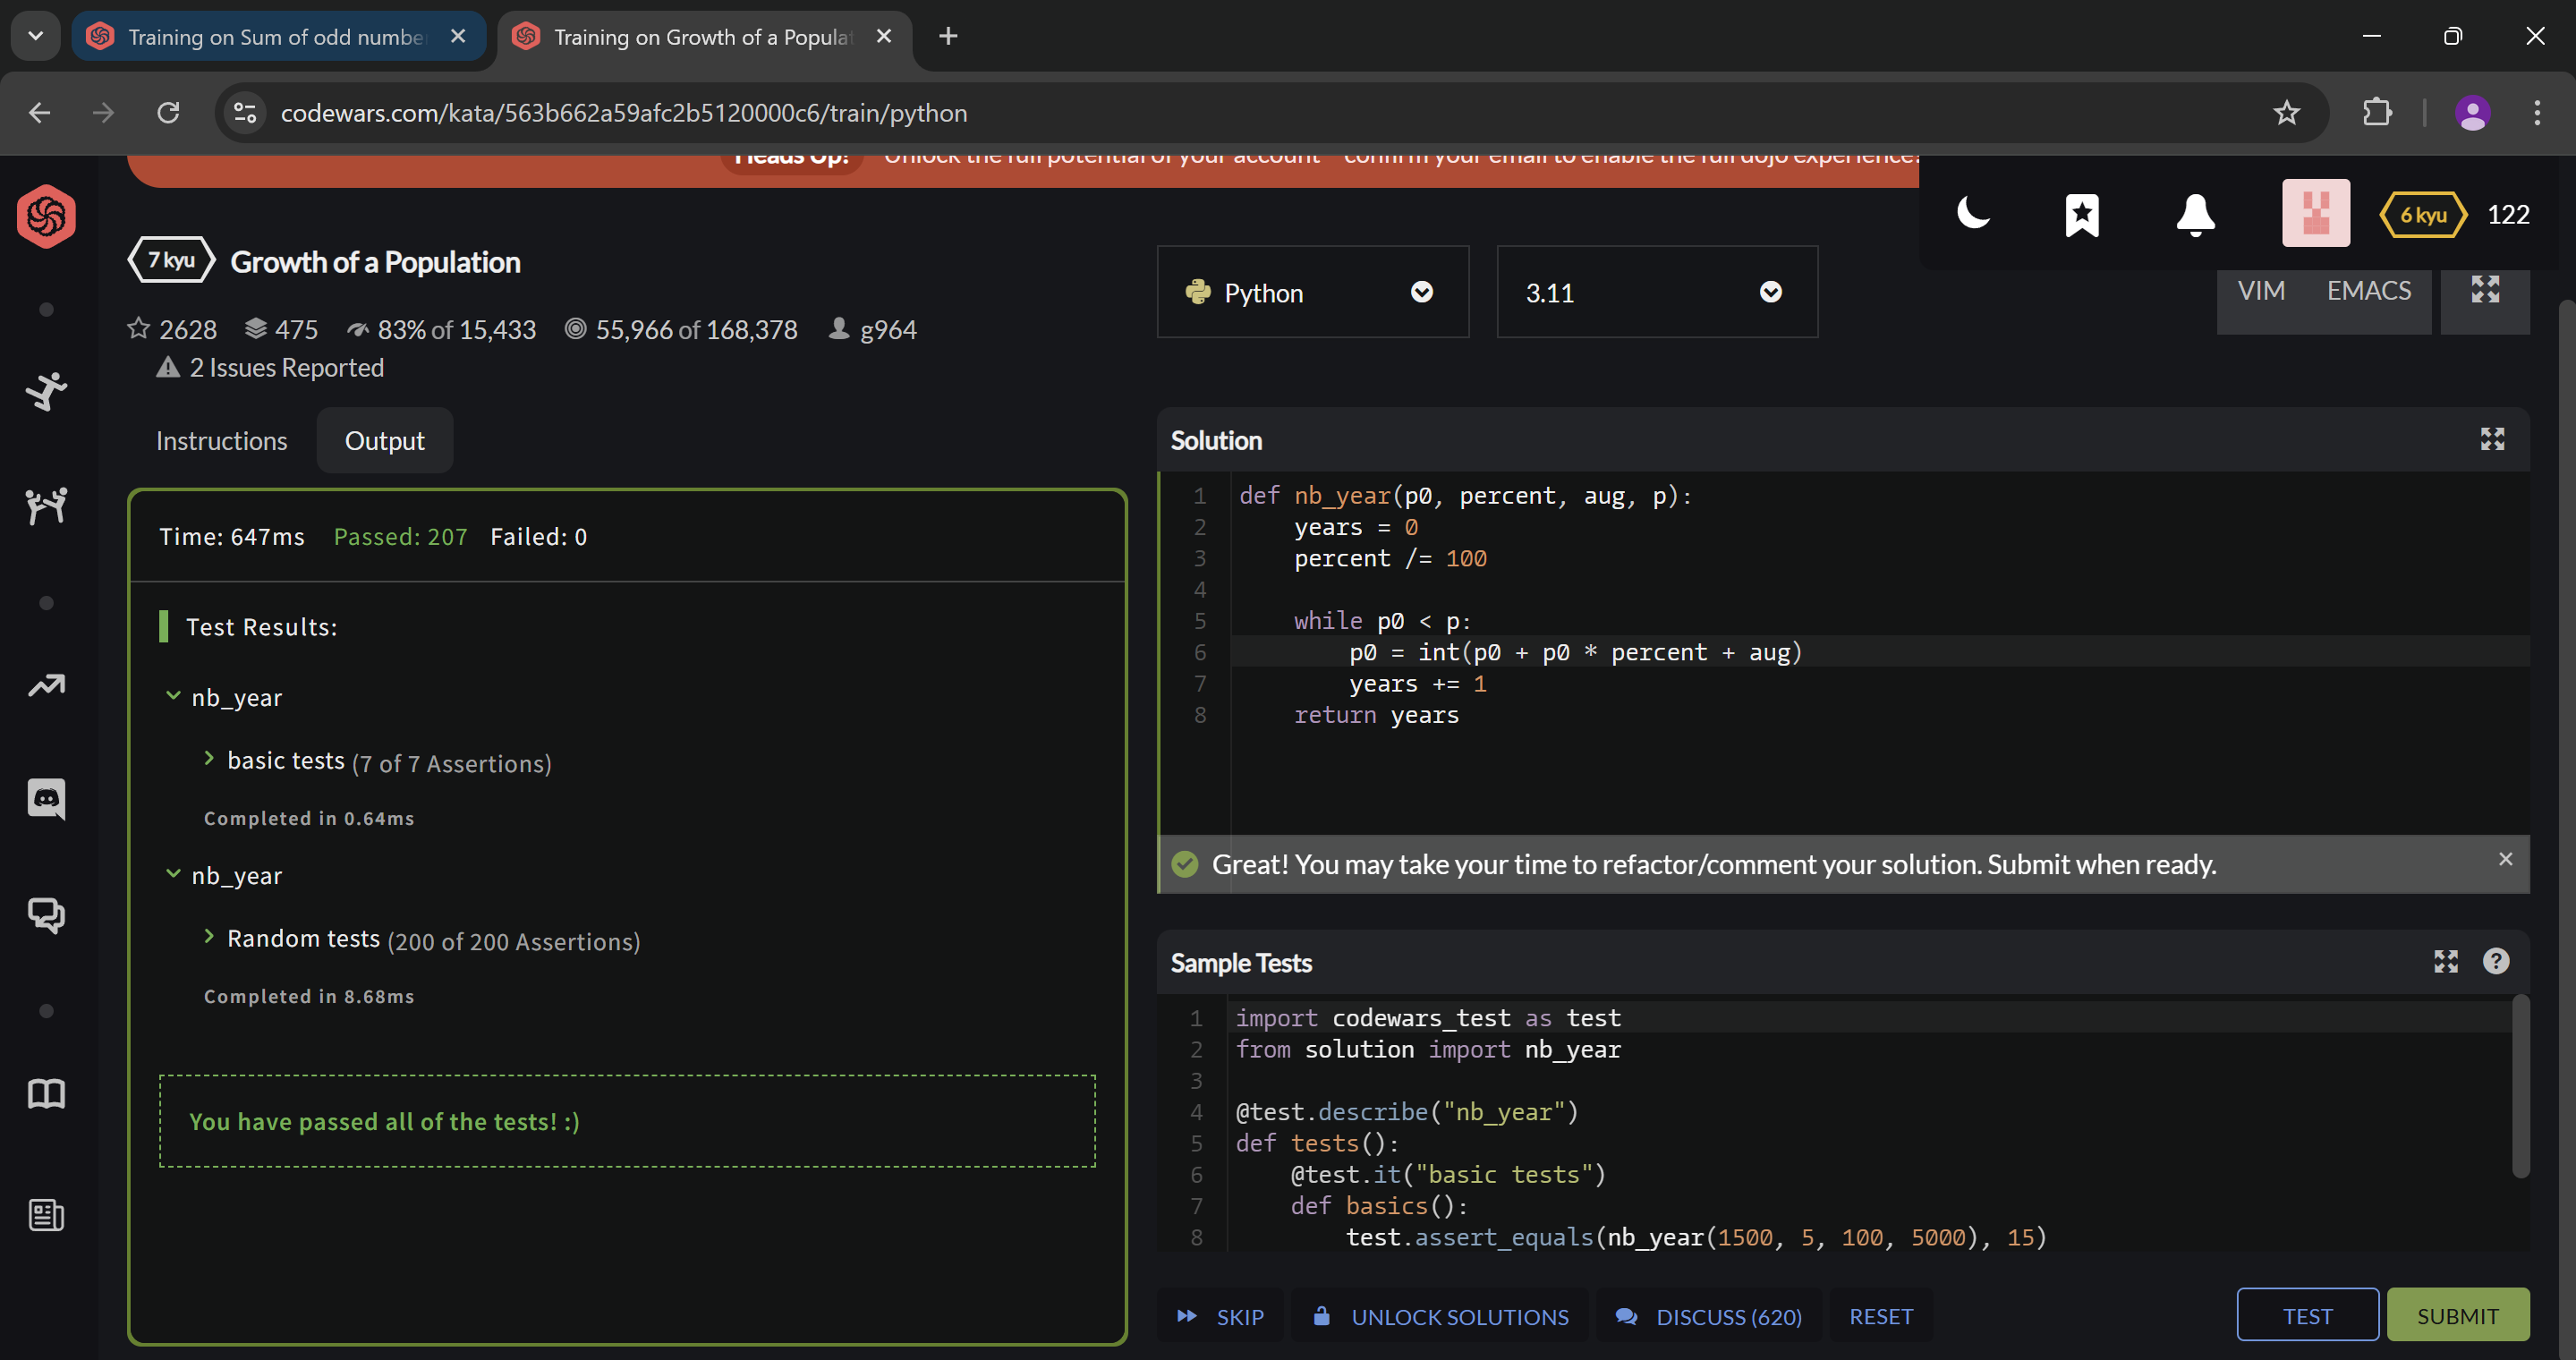 Training on Sum of odd numbe
Training on Growth of a Populat
codewars.com/kata/563b662a59afc2b5120000c6/train/python
Heads Up! Unlock the full potential of your account - confirm your email to enable the full dojo experience.
6 kyu 122
7 kyu Growth of a Population
2628 475 83% of 15,433 55,966 of 168,378 g964
2 Issues Reported
Python
3.11
VIM EMACS
Instructions Output
Time: 647ms Passed: 207 Failed: 0
Test Results:
nb_year
basic tests (7 of 7 Assertions)
Completed in 0.64ms
nb_year
Random tests (200 of 200 Assertions)
Completed in 8.68ms
You have passed all of the tests! :)
Solution
1 def nb_year(p0, percent, aug, p):
2     years = 0
3     percent /= 100
4
5     while p0 < p:
6         p0 = int(p0 + p0 * percent + aug)
7         years += 1
8     return years
Great! You may take your time to refactor/comment your solution. Submit when ready.
Sample Tests
1 import codewars_test as test
2 from solution import nb_year
3
4 @test.describe("nb_year")
5 def tests():
6     @test.it("basic tests")
7     def basics():
8         test.assert_equals(nb_year(1500, 5, 100, 5000), 15)
SKIP UNLOCK SOLUTIONS DISCUSS (620) RESET TEST SUBMIT